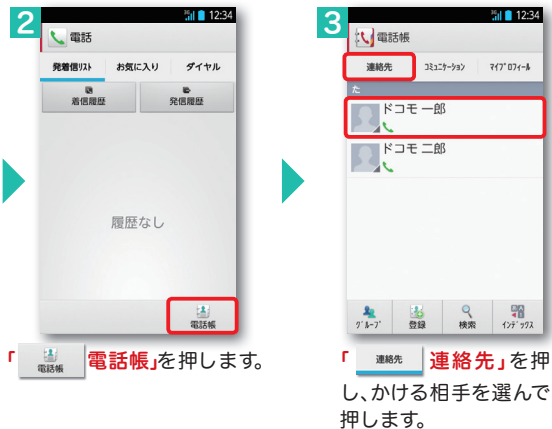 2
3G 12:34
電話
発着信リスト お気に入り ダイヤル
着信履歴 発信履歴
履歴なし
電話帳
「電話帳 電話帳」を押します。
3
3G 12:34
電話帳
連絡先 コミュニケーション マイプロフィール
た
ドコモ 一郎
ドコモ 二郎
グループ 登録 検索 インデックス
「連絡先 連絡先」を押
し、かける相手を選んで
押します。